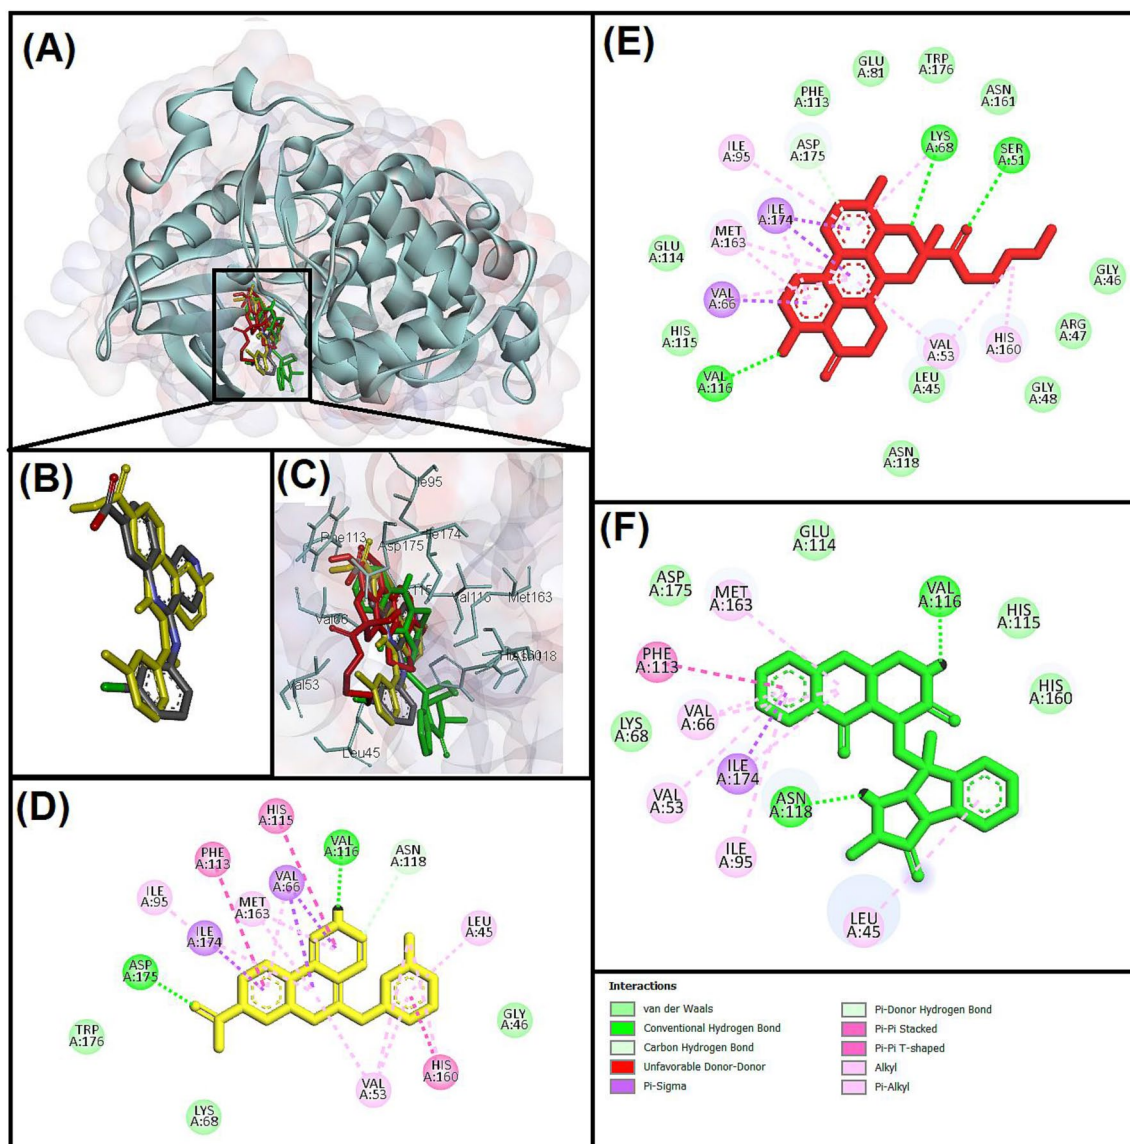 (A)
(B)
(C)
Ile95
Phe113
Asp175
Val116
Met163
Val53
Leu45
(D)
HIS
A:115
PHE
A:113
VAL
A:116
ASN
A:118
VAL
A:66
ILE
A:95
MET
A:163
LEU
A:45
ILE
A:174
ASP
A:175
TRP
A:176
GLY
A:46
HIS
A:160
VAL
A:53
LYS
A:68
(E)
GLU
A:81
TRP
A:176
PHE
A:113
ASN
A:161
LYS
A:68
SER
A:51
ILE
A:95
ASP
A:175
ILE
A:174
MET
A:163
GLU
A:114
VAL
A:66
GLY
A:46
HIS
A:115
ARG
A:47
VAL
A:53
HIS
A:160
VAL
A:116
LEU
A:45
GLY
A:48
ASN
A:118
(F)
GLU
A:114
ASP
A:175
MET
A:163
VAL
A:116
HIS
A:115
PHE
A:113
HIS
A:160
VAL
A:66
LYS
A:68
ILE
A:174
VAL
A:53
ASN
A:118
ILE
A:95
LEU
A:45
Interactions
van der Waals
Conventional Hydrogen Bond
Carbon Hydrogen Bond
Unfavorable Donor-Donor
Pi-Sigma
Pi-Donor Hydrogen Bond
Pi-Pi Stacked
Pi-Pi T-shaped
Alkyl
Pi-Alkyl